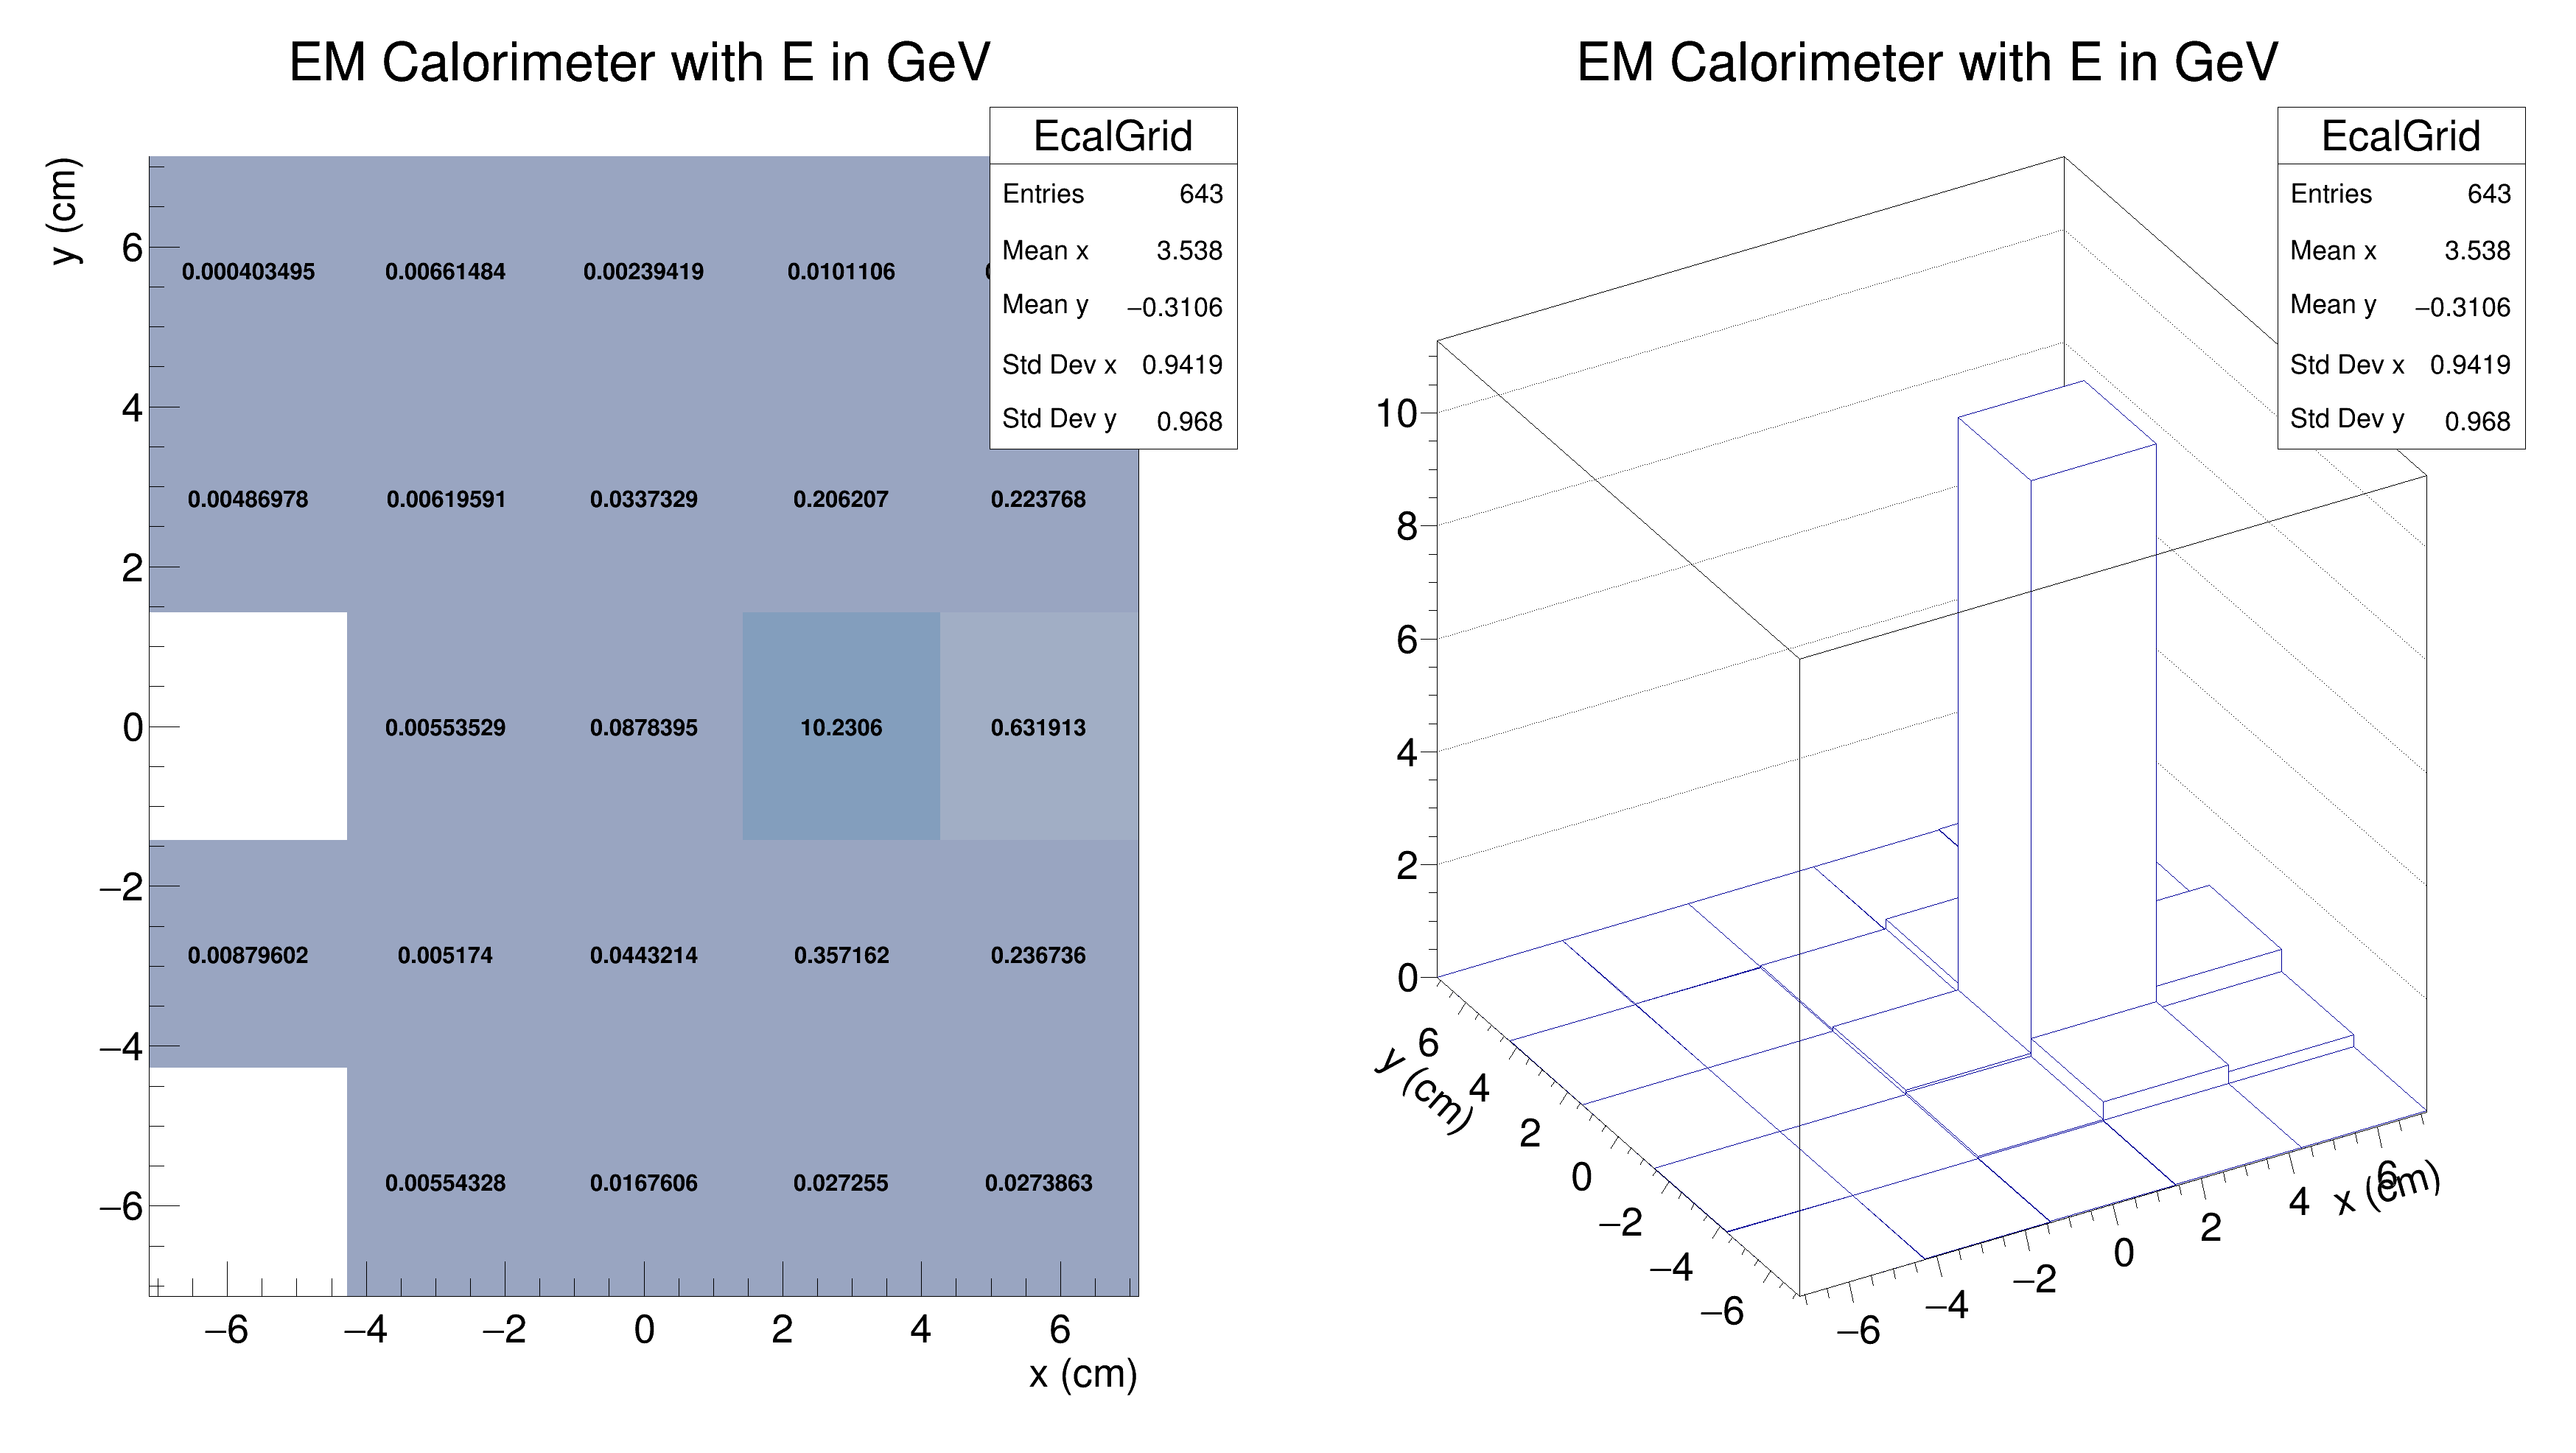 EM Calorimeter with E in GeV
EcalGrid
Entries 643
Mean x 3.538
Mean y −0.3106
Std Dev x 0.9419
Std Dev y 0.968
y (cm)
6
4
2
0
−2
−4
−6
0.000403495 0.00661484 0.00239419 0.0101106
0.00486978 0.00619591 0.0337329 0.206207 0.223768
0.00553529 0.0878395 10.2306 0.631913
0.00879602 0.005174 0.0443214 0.357162 0.236736
0.00554328 0.0167606 0.027255 0.0273863
−6 −4 −2 0 2 4 6
x (cm)
EM Calorimeter with E in GeV
EcalGrid
Entries 643
Mean x 3.538
Mean y −0.3106
Std Dev x 0.9419
Std Dev y 0.968
10
8
6
4
2
0
6
4
2
0
−2
−4
−6
y (cm)
−6
−4
−2
0
2
4
6
x (cm)